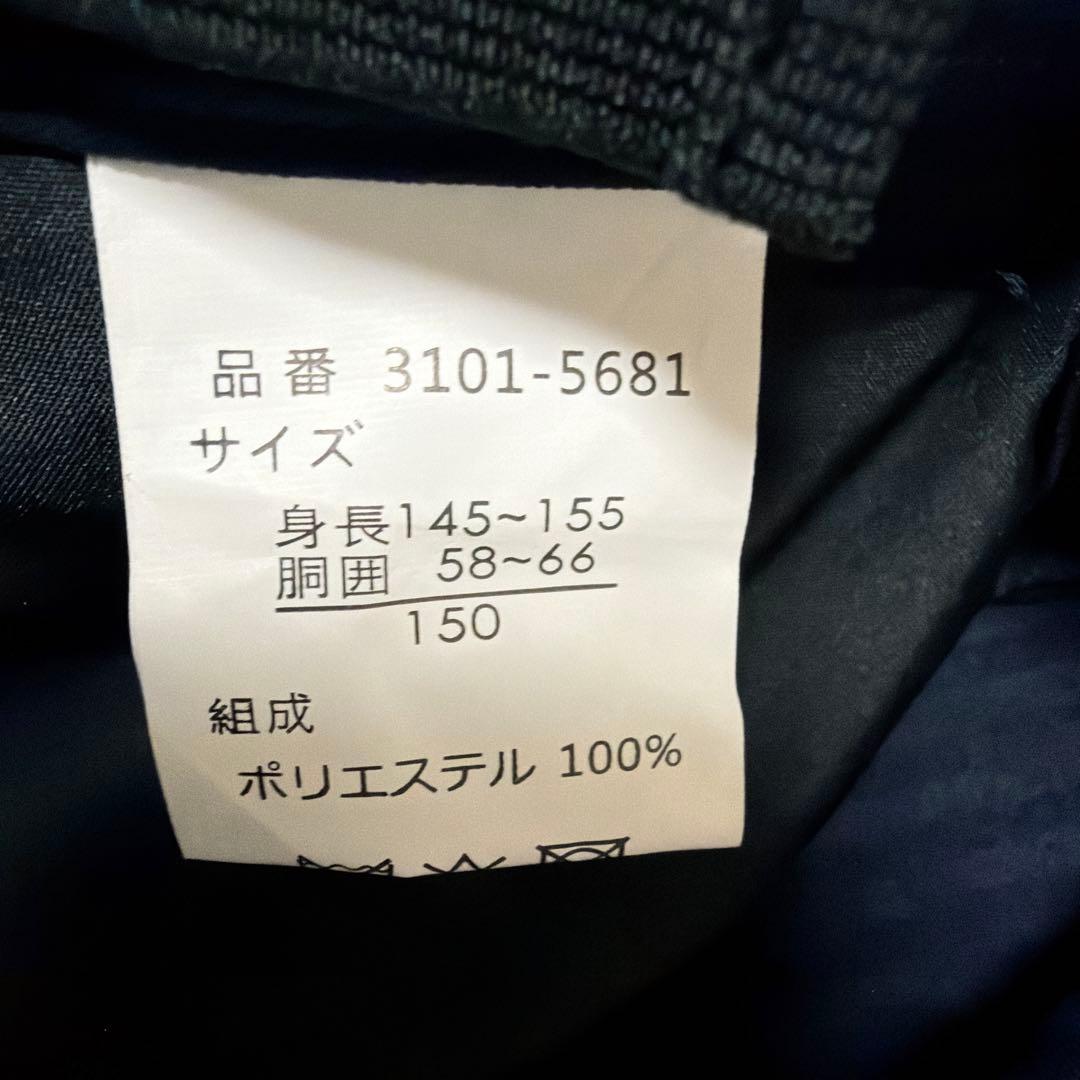 品番 3101-5681
サイズ
身長145~155
胴囲 58~66
150
組成
ポリエステル 100%